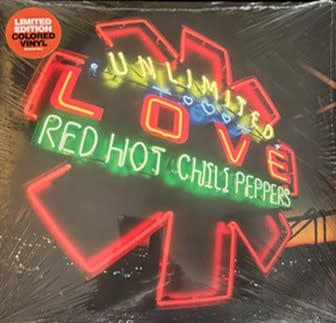 LIMITED
EDITION
COLORED
VINYL
UNLIMITED
LOVE
RED HOT CHILI PEPPERS